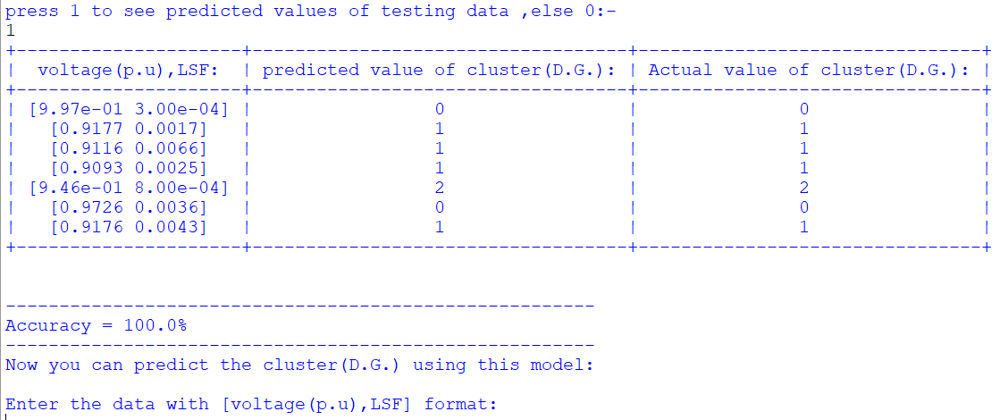 press 1 to see predicted values of testing data ,else 0:-
1
+---------------------+-----------------------------------+--------------------------------+
|  voltage(p.u),LSF:  | predicted value of cluster(D.G.): | Actual value of cluster(D.G.): |
+---------------------+-----------------------------------+--------------------------------+
| [9.97e-01 3.00e-04] |                 0                 |               0                |
|   [0.9177 0.0017]   |                 1                 |               1                |
|   [0.9116 0.0066]   |                 1                 |               1                |
|   [0.9093 0.0025]   |                 1                 |               1                |
| [9.46e-01 8.00e-04] |                 2                 |               2                |
|   [0.9726 0.0036]   |                 0                 |               0                |
|   [0.9176 0.0043]   |                 1                 |               1                |
+---------------------+-----------------------------------+--------------------------------+
-------------------------------------------------------
Accuracy = 100.0%
-------------------------------------------------------
Now you can predict the cluster(D.G.) using this model:
Enter the data with [voltage(p.u),LSF] format: